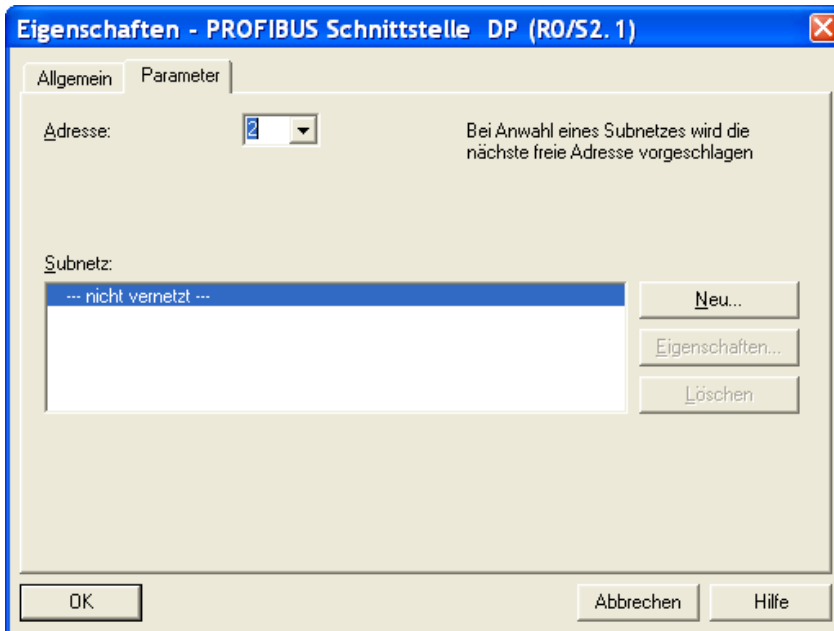 Eigenschaften - PROFIBUS Schnittstelle DP (R0/S2.1)
Allgemein
Parameter
Adresse:
2
Bei Anwahl eines Subnetzes wird die
nächste freie Adresse vorgeschlagen
Subnetz:
--- nicht vernetzt ---
Neu...
Eigenschaften...
Löschen
OK
Abbrechen
Hilfe